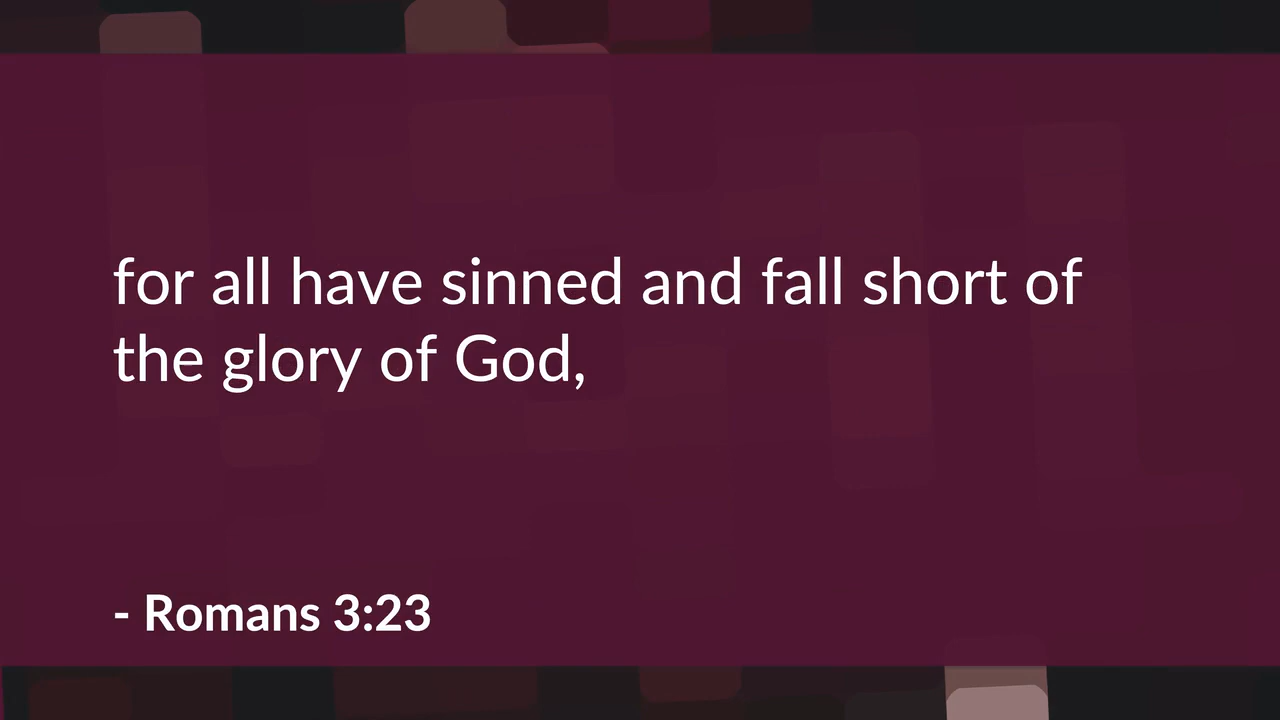 for all have sinned and fall short of
the glory of God,
- Romans 3:23